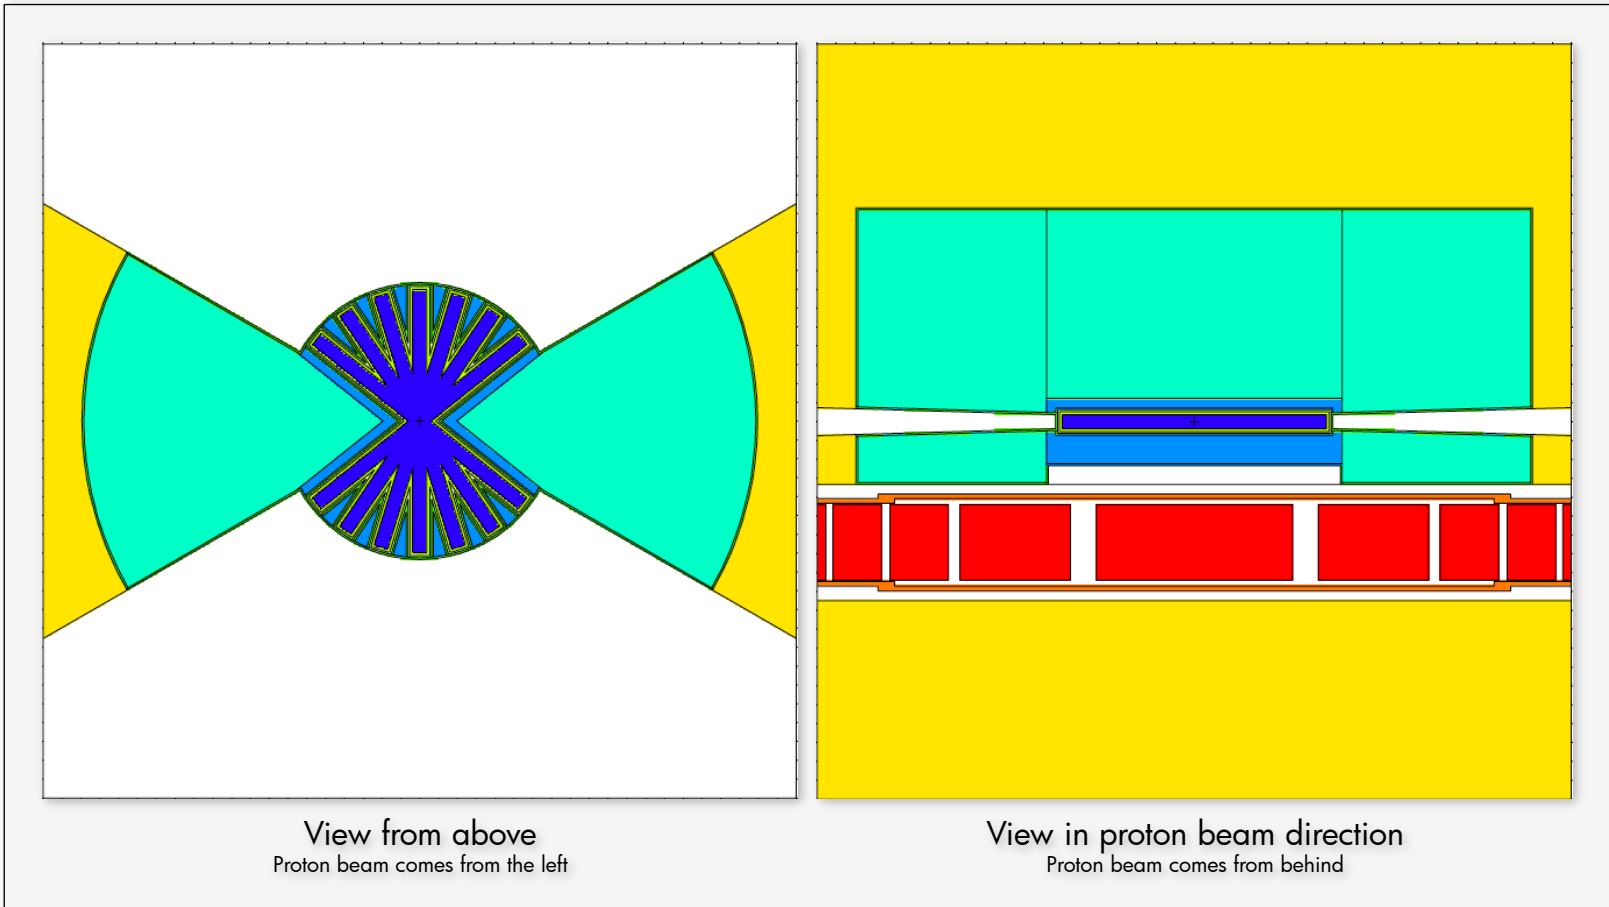 View from above
Proton beam comes from the left
View in proton beam direction
Proton beam comes from behind